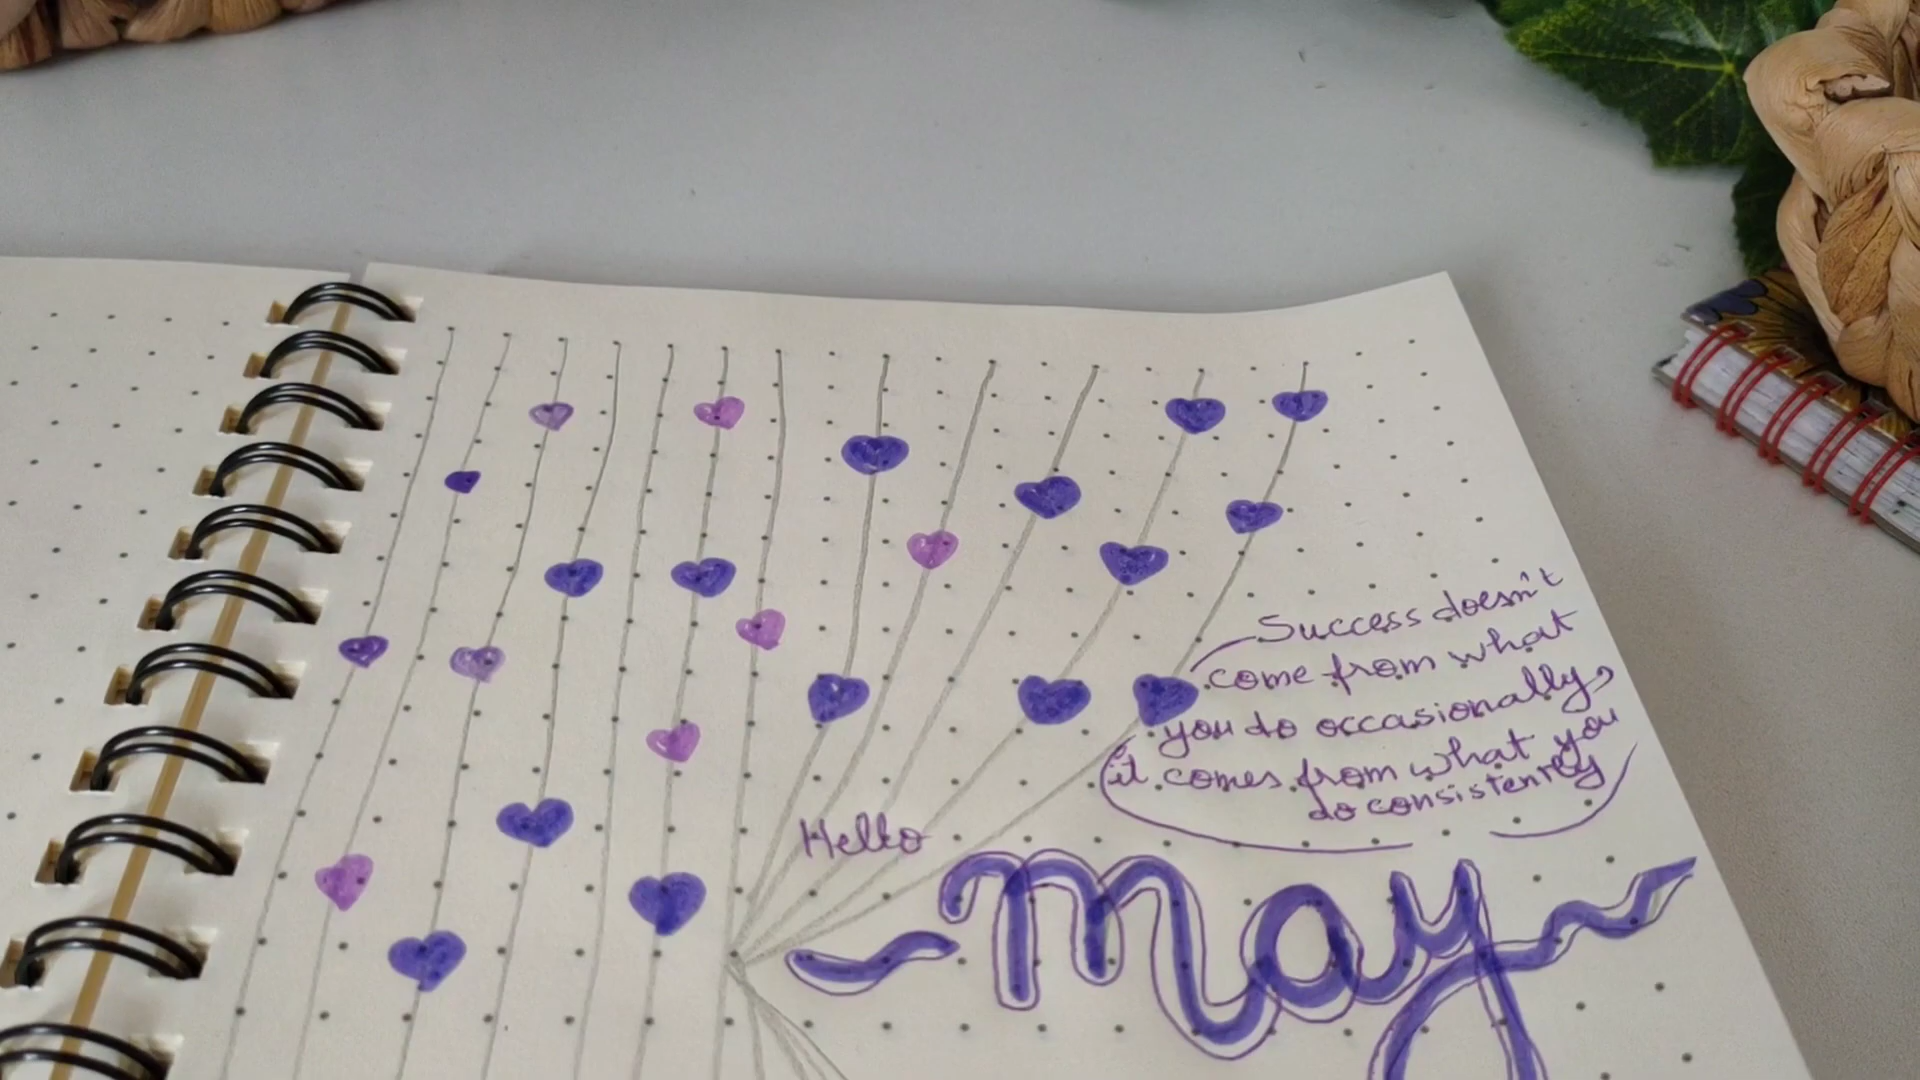 Success doesn't
come from what
you do occasionally,
it comes from what you
do consistently
Hello
May